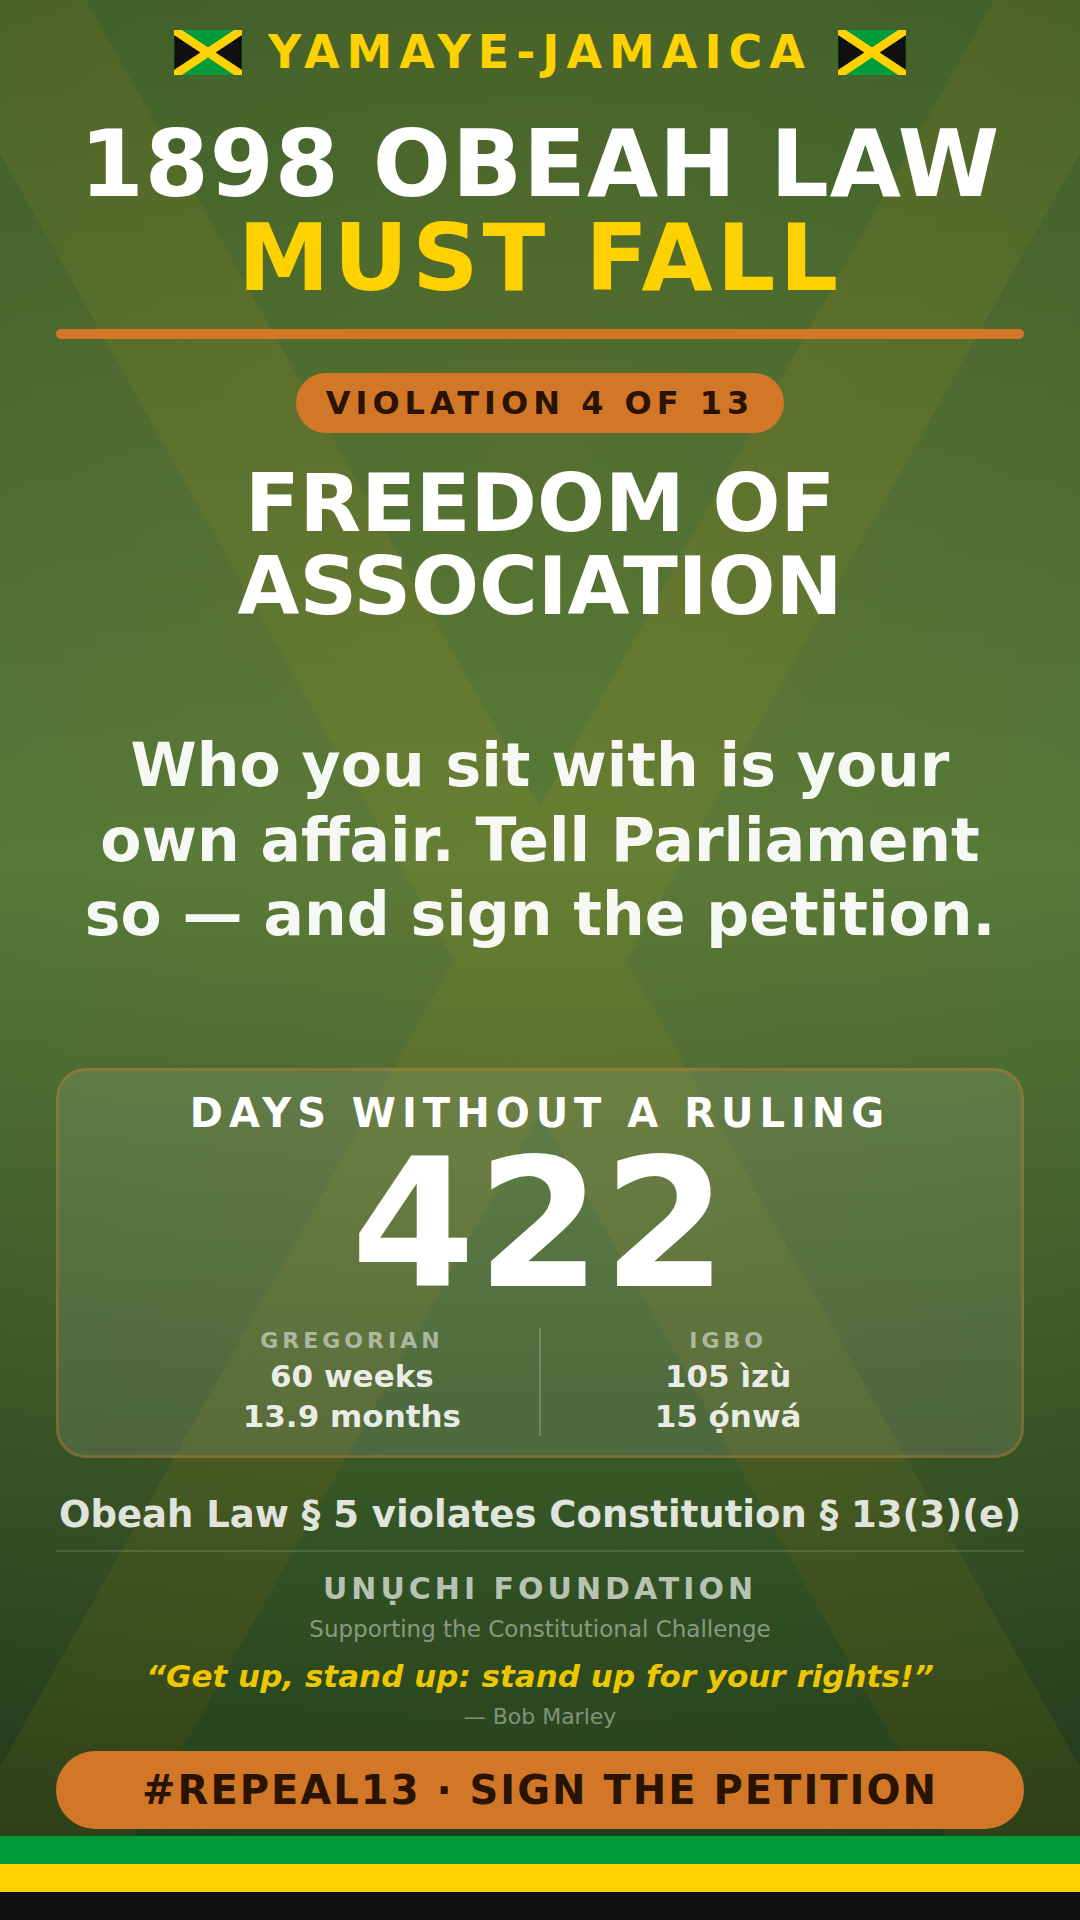 YAMAYE-JAMAICA
1898 OBEAH LAW
MUST FALL
VIOLATION 4 OF 13
FREEDOM OF
ASSOCIATION
Who you sit with is your
own affair. Tell Parliament
so — and sign the petition.
DAYS WITHOUT A RULING
422
GREGORIAN
60 weeks
13.9 months
IGBO
105 ìzù
15 ọ́nwá
Obeah Law § 5 violates Constitution § 13(3)(e)
UNỤCHI FOUNDATION
Supporting the Constitutional Challenge
“Get up, stand up: stand up for your rights!”
— Bob Marley
#REPEAL13 · SIGN THE PETITION